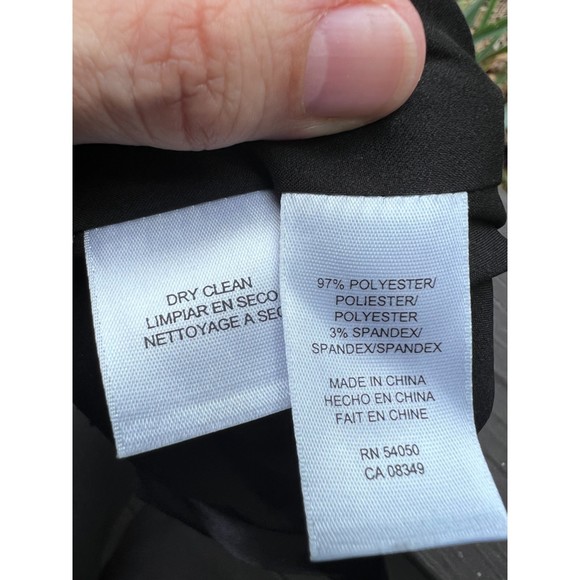 DRY CLEAN
LIMPIAR EN SECO
NETTOYAGE A
97% POLYESTER/
POLIESTER/
POLYESTER
3% SPANDEX/
SPANDEX/SPANDEX
MADE IN CHINA
HECHO EN CHINA
FAIT EN CHINE
RN 54050
CA 08349